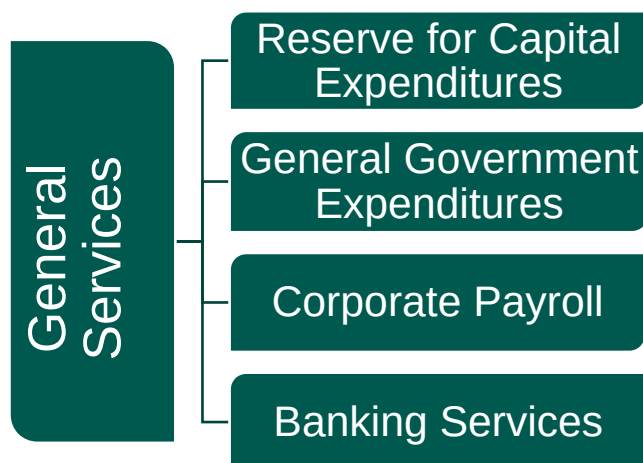 General
Services
Reserve for Capital
Expenditures
General Government
Expenditures
Corporate Payroll
Banking Services